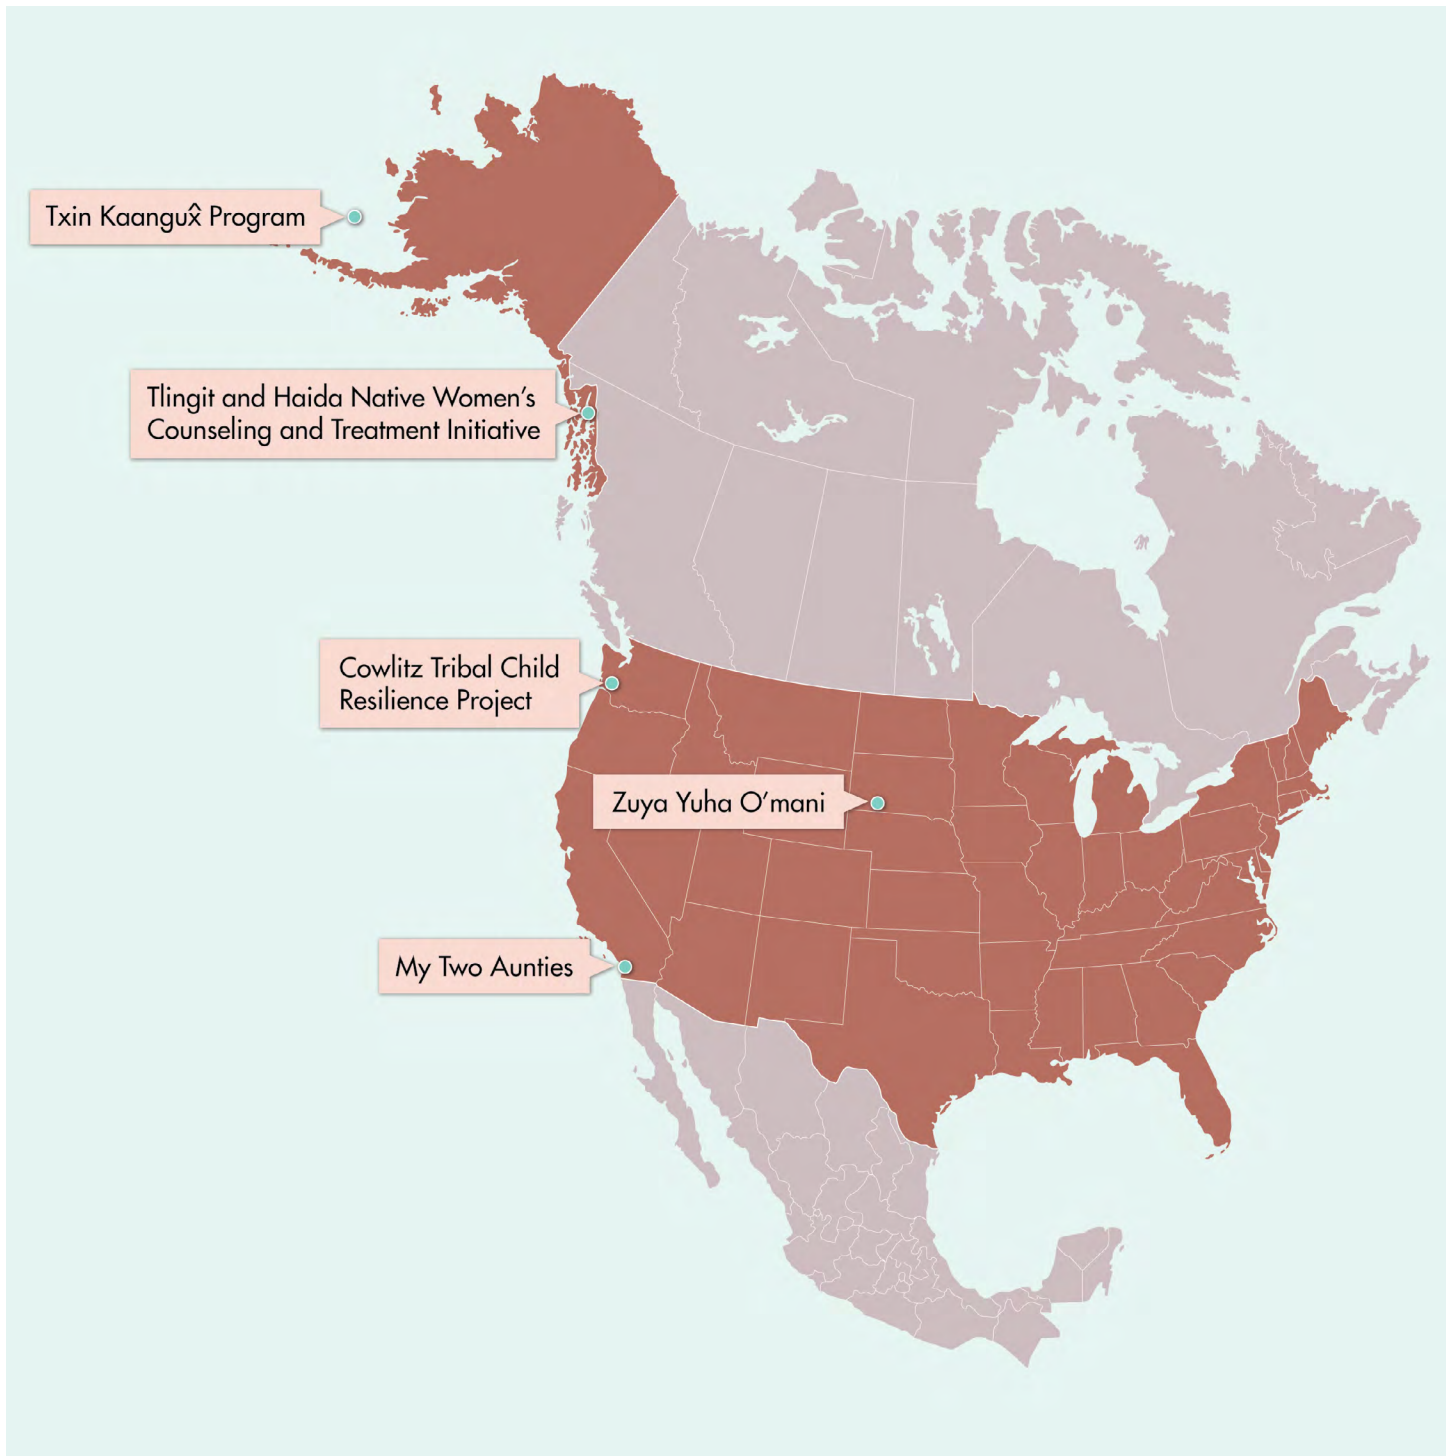 Txin Kaangux̂ Program
Tlingit and Haida Native Women’s
Counseling and Treatment Initiative
Cowlitz Tribal Child
Resilience Project
Zuya Yuha O’mani
My Two Aunties